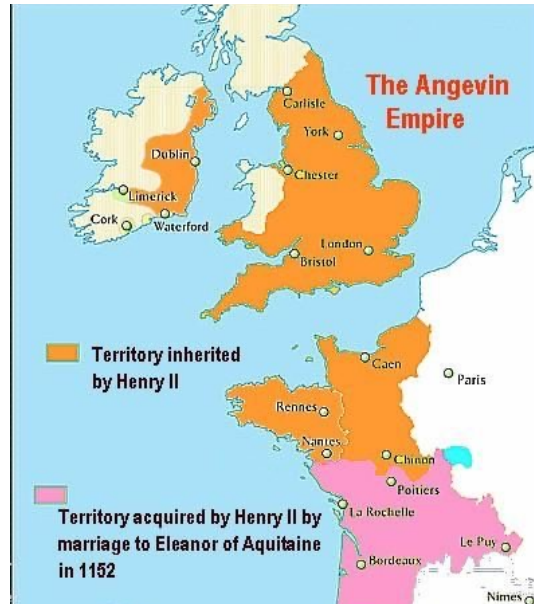 The Angevin
Empire
Carlisle
York
Dublin
Chester
Limerick
Cork
Waterford
London
Bristol
Territory inherited
by Henry II
Caen
Paris
Rennes
Nantes
Chinon
Poitiers
La Rochelle
Territory acquired by Henry II by
marriage to Eleanor of Aquitaine
in 1152
Le Puy
Bordeaux
Nimes